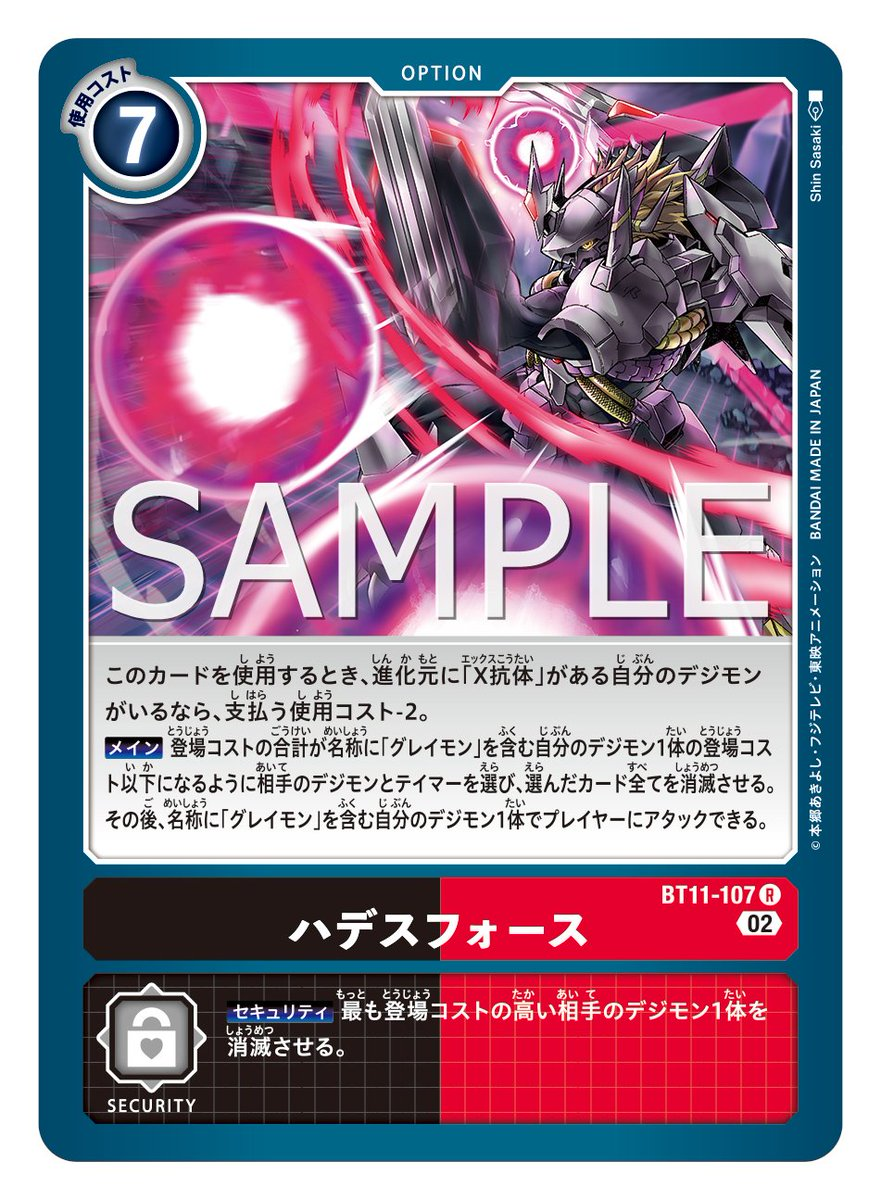 OPTION
使用コスト
7
Shin Sasaki
SAMPLE
このカードを使用するとき、進化元に「X抗体」がある自分のデジモン
がいるなら、支払う使用コスト-2。
メイン 登場コストの合計が名称に「グレイモン」を含む自分のデジモン1体の登場コス
ト以下になるように相手のデジモンとテイマーを選び、選んだカード全てを消滅させる。
その後、名称に「グレイモン」を含む自分のデジモン1体でプレイヤーにアタックできる。
©本郷あきよし・フジテレビ・東映アニメーション BANDAI MADE IN JAPAN
BT11-107 R
ハデスフォース
02
セキュリティ 最も登場コストの高い相手のデジモン1体を
消滅させる。
SECURITY